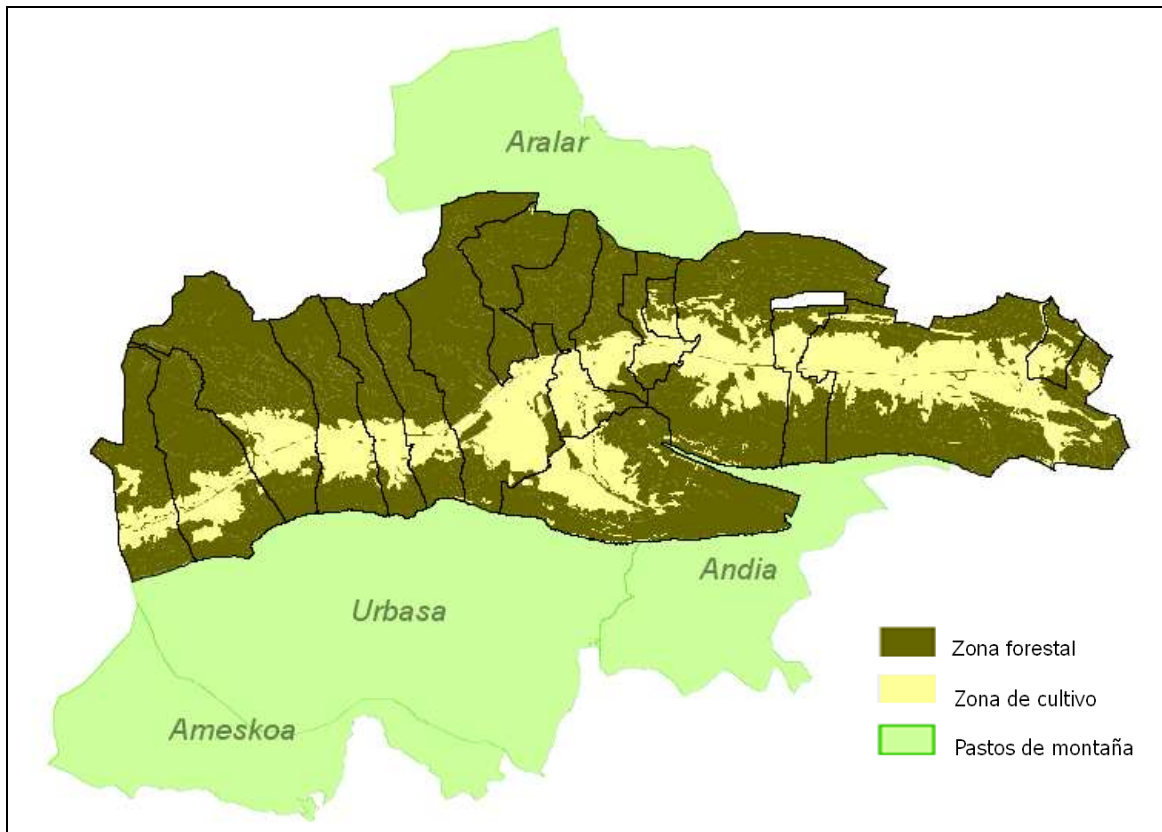 Aralar
Andia
Urbasa
Ameskoa
Zona forestal
Zona de cultivo
Pastos de montaña